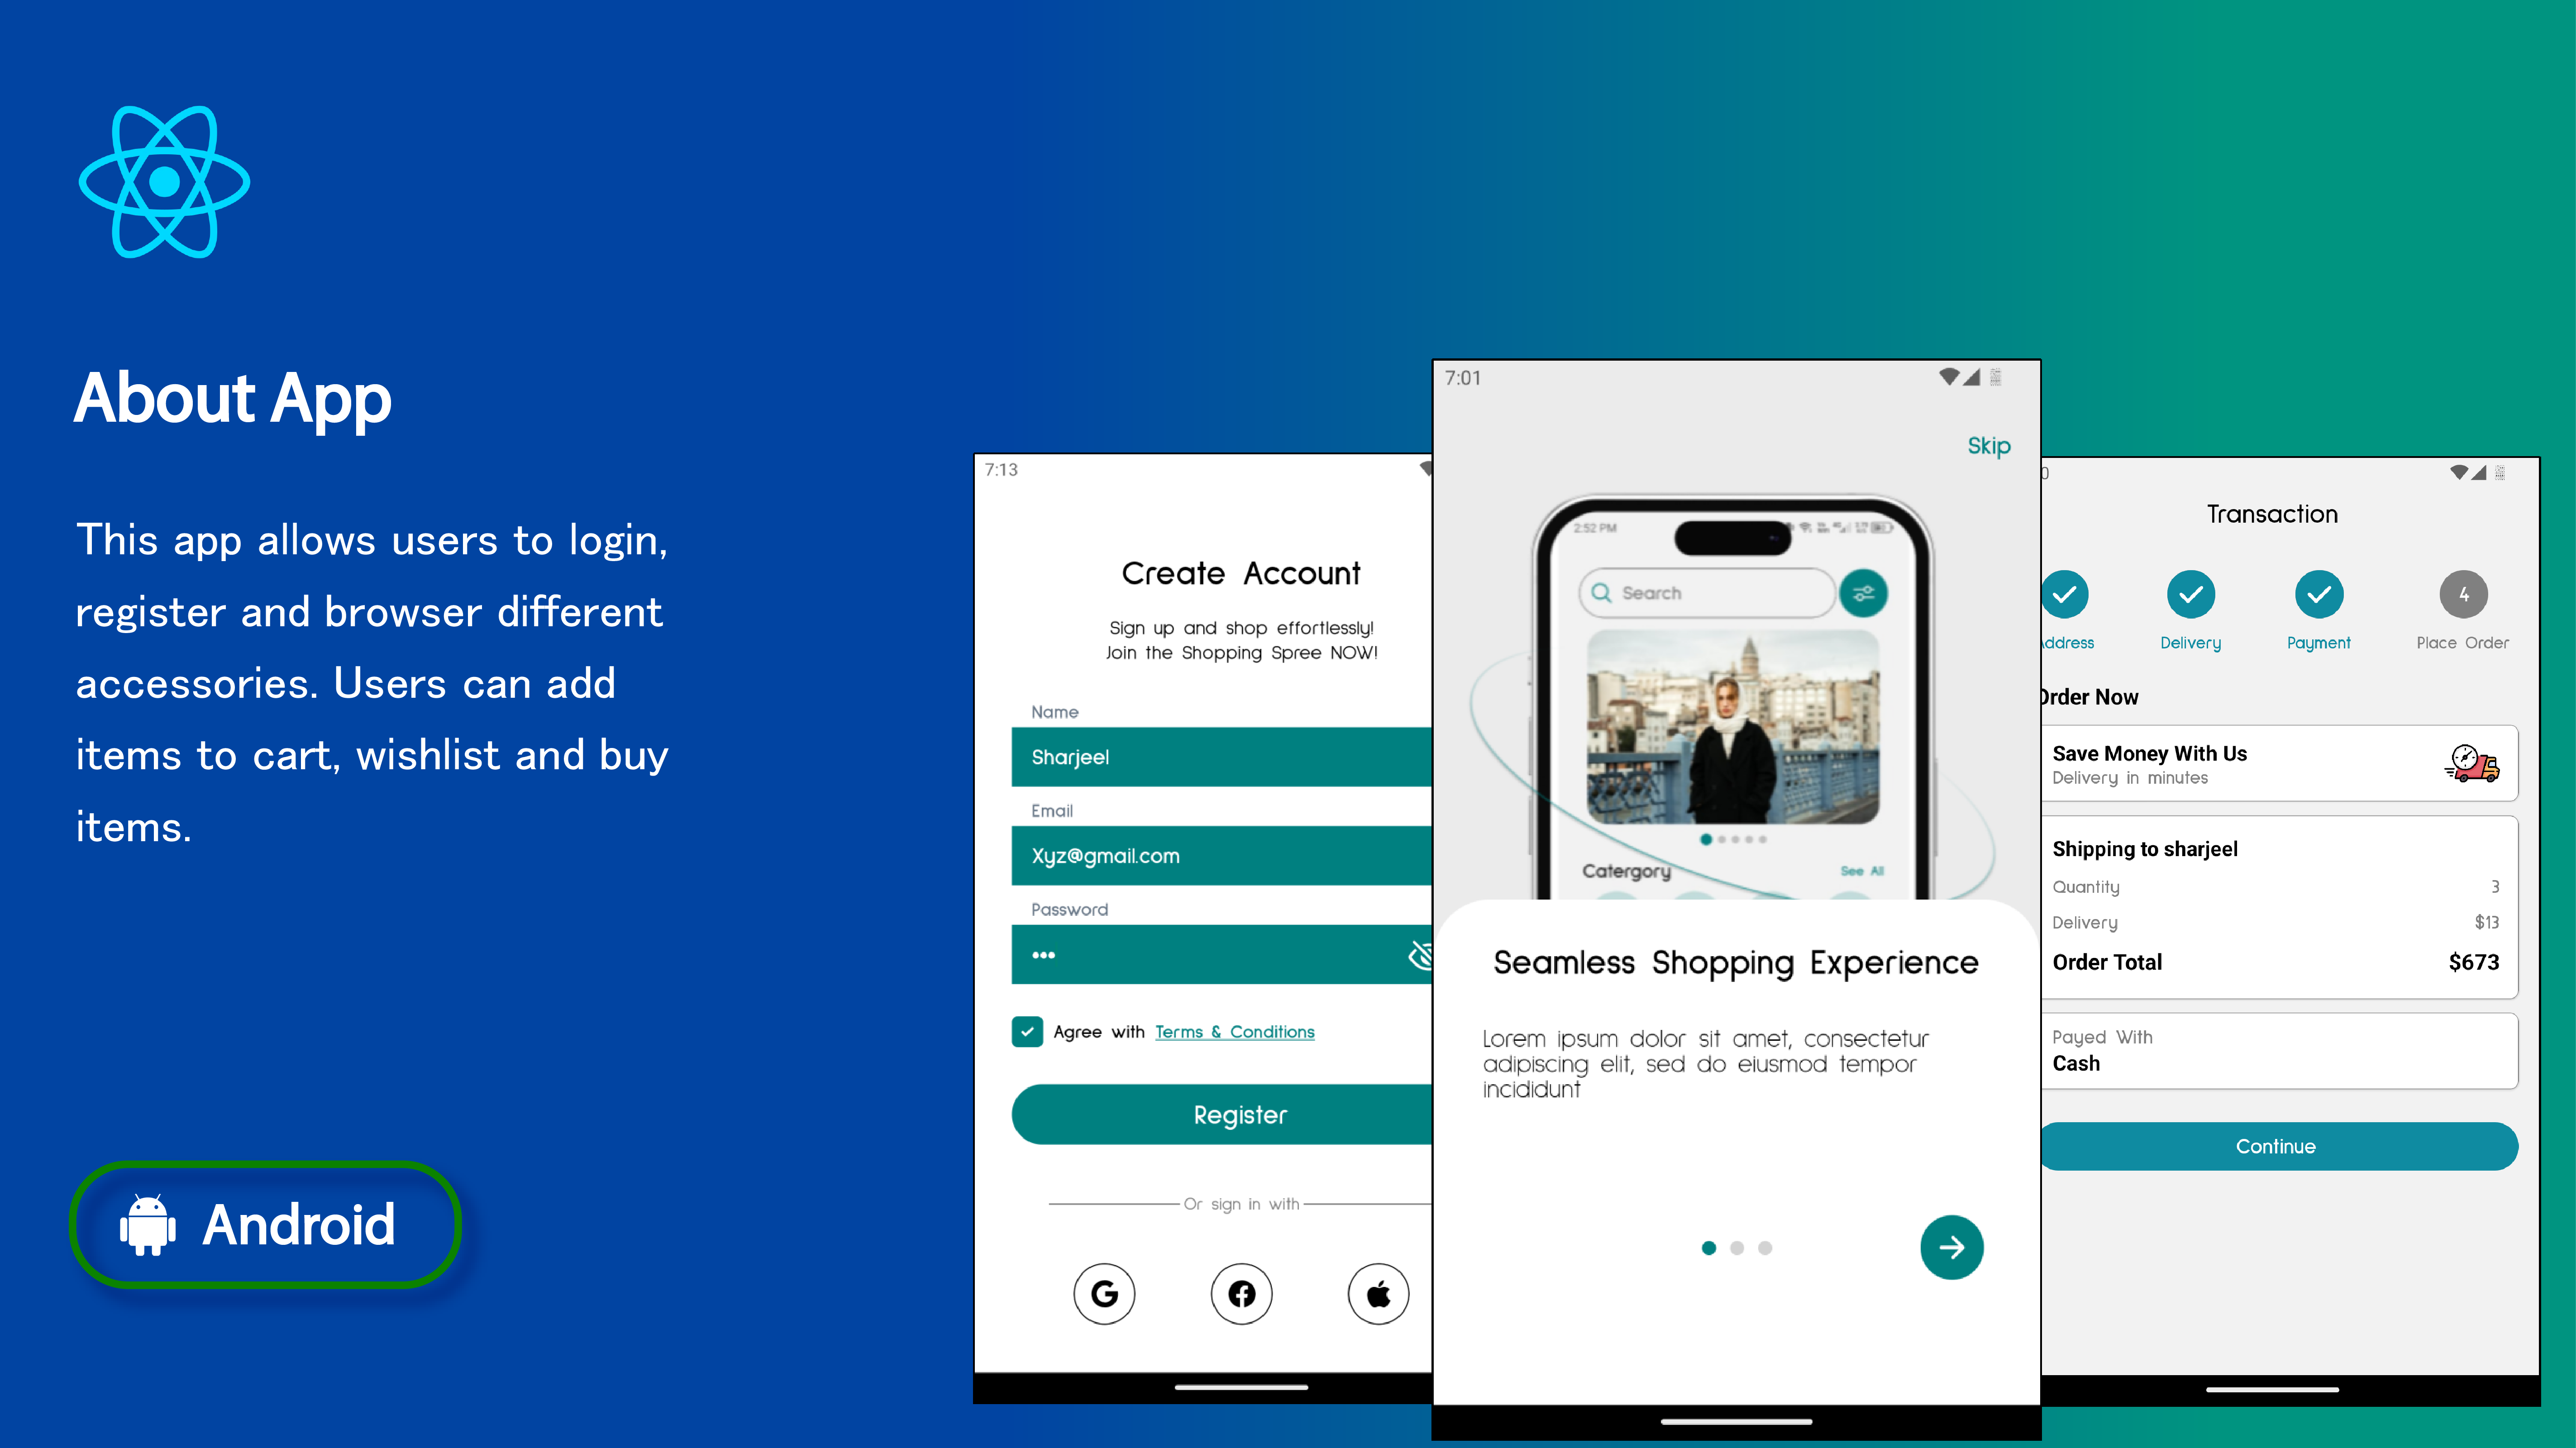 About App
This app allows users to login,
register and browser different
accessories. Users can add
items to cart, wishlist and buy
items.
Android
7:13
Create Account
Sign up and shop effortlessly!
Join the Shopping Spree NOW!
Name
Sharjeel
Email
Xyz@gmail.com
Password
Agree with Terms & Conditions
Register
Or sign in with
7:01
Skip
2:52 PM
Search
Catergory
See All
Seamless Shopping Experience
Lorem ipsum dolor sit amet, consectetur
adipiscing elit, sed do eiusmod tempor
incididunt
0
Transaction
4
ddress Delivery Payment Place Order
Order Now
Save Money With Us
Delivery in minutes
Shipping to sharjeel
Quantity 3
Delivery $13
Order Total $673
Payed With
Cash
Continue